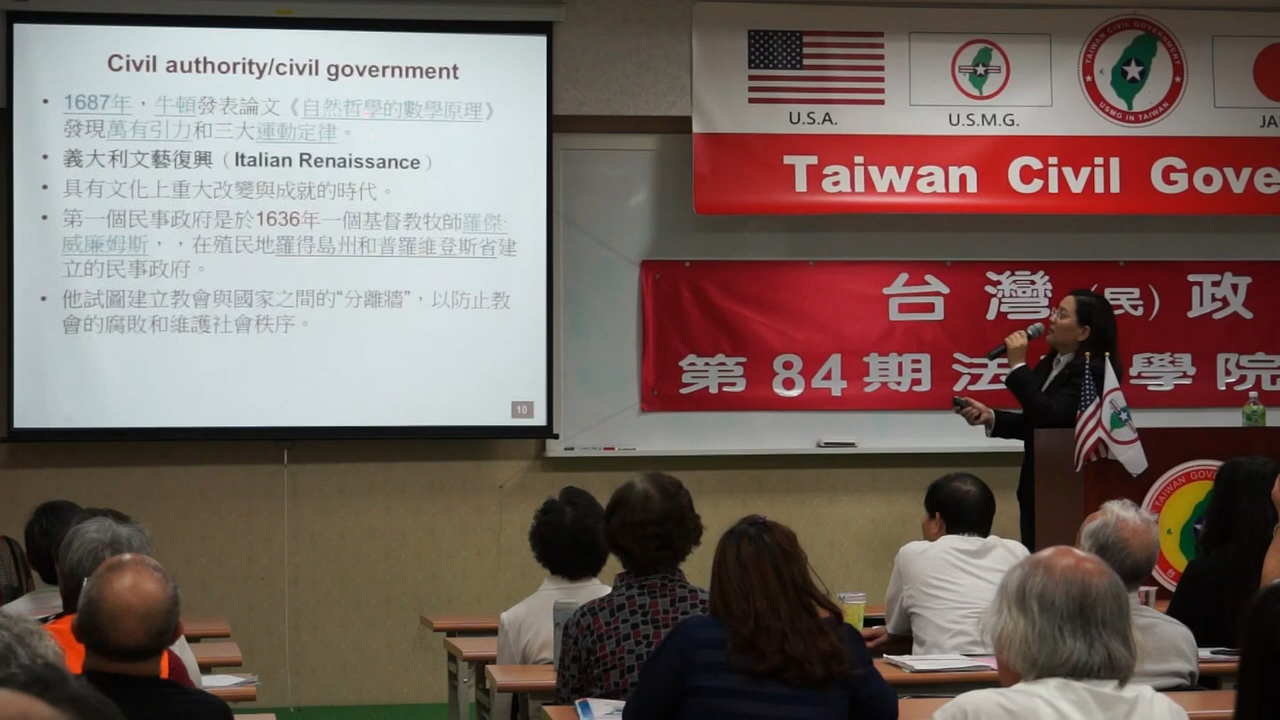 Civil authority/civil government
• 1687年，牛頓發表論文《自然哲學的數學原理》
發現萬有引力和三大運動定律。
• 義大利文藝復興（Italian Renaissance）
• 具有文化上重大改變與成就的時代。
• 第一個民事政府是於1636年一個基督教牧師羅傑·
威廉姆斯，，在殖民地羅得島州和普羅維登斯省建
立的民事政府。
• 他試圖建立教會與國家之間的“分離牆”，以防止教
會的腐敗和維護社會秩序。
10
U.S.A.
U.S.M.G.
TAIWAN CIVIL GOVERNMENT
USMG IN TAIWAN
JA
Taiwan Civil Gove
台灣（民）政
第84期法 學院
TAIWAN GOV